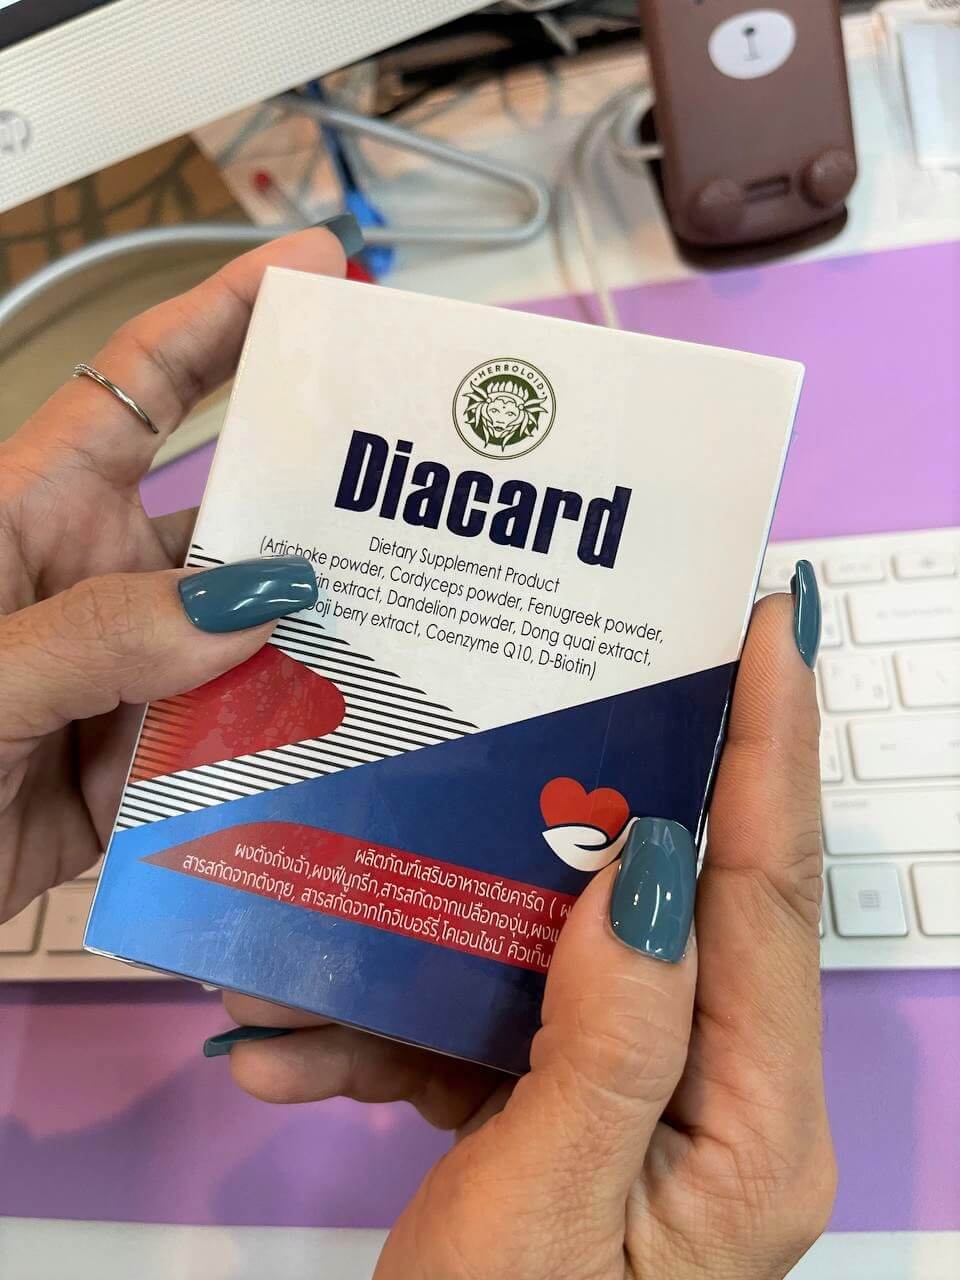 HERBOLOID
Diacard
Dietary Supplement Product
(Artichoke powder, Cordyceps powder, Fenugreek powder,
extract, Dandelion powder, Dong quai extract,
berry extract, Coenzyme Q10, D-Biotin)
ผลิตภัณฑ์เสริมอาหารเดียคาร์ด (
ผงตังถั่งเฉ้า,ผงฟีนูกรีก,สารสกัดจากเปลือกองุ่น,
สารสกัดจากตังกุย, สารสกัดจากโกจิเบอร์รี่,โคเอนไซม์ คิวเท็น
hp